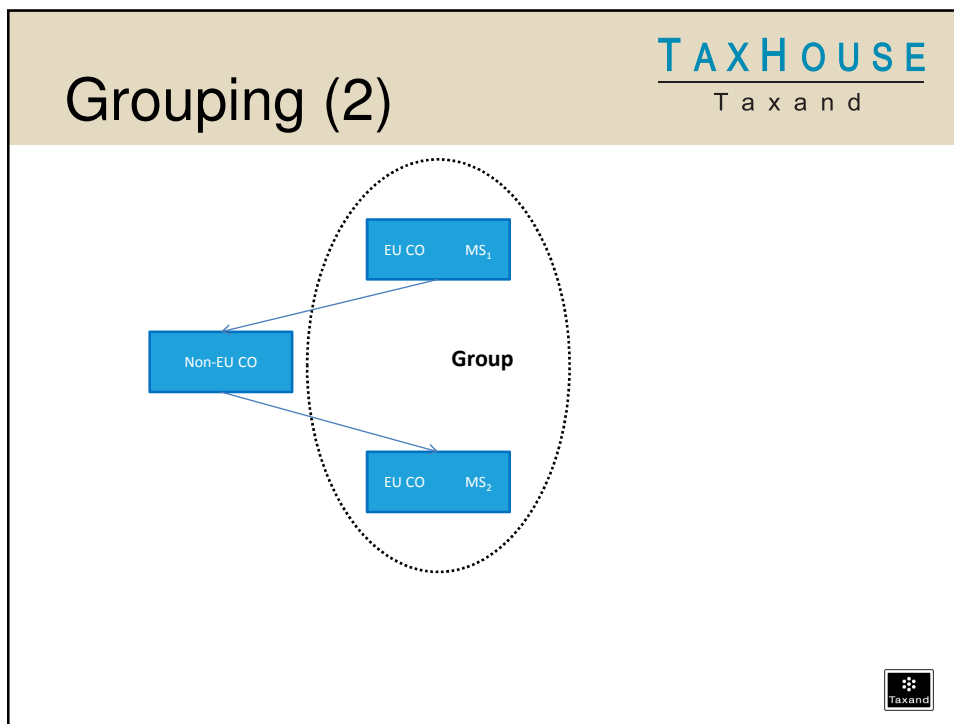 Grouping (2)
TAXHOUSE
Taxand
EU CO MS₁
Non-EU CO
Group
EU CO MS₂
Taxand